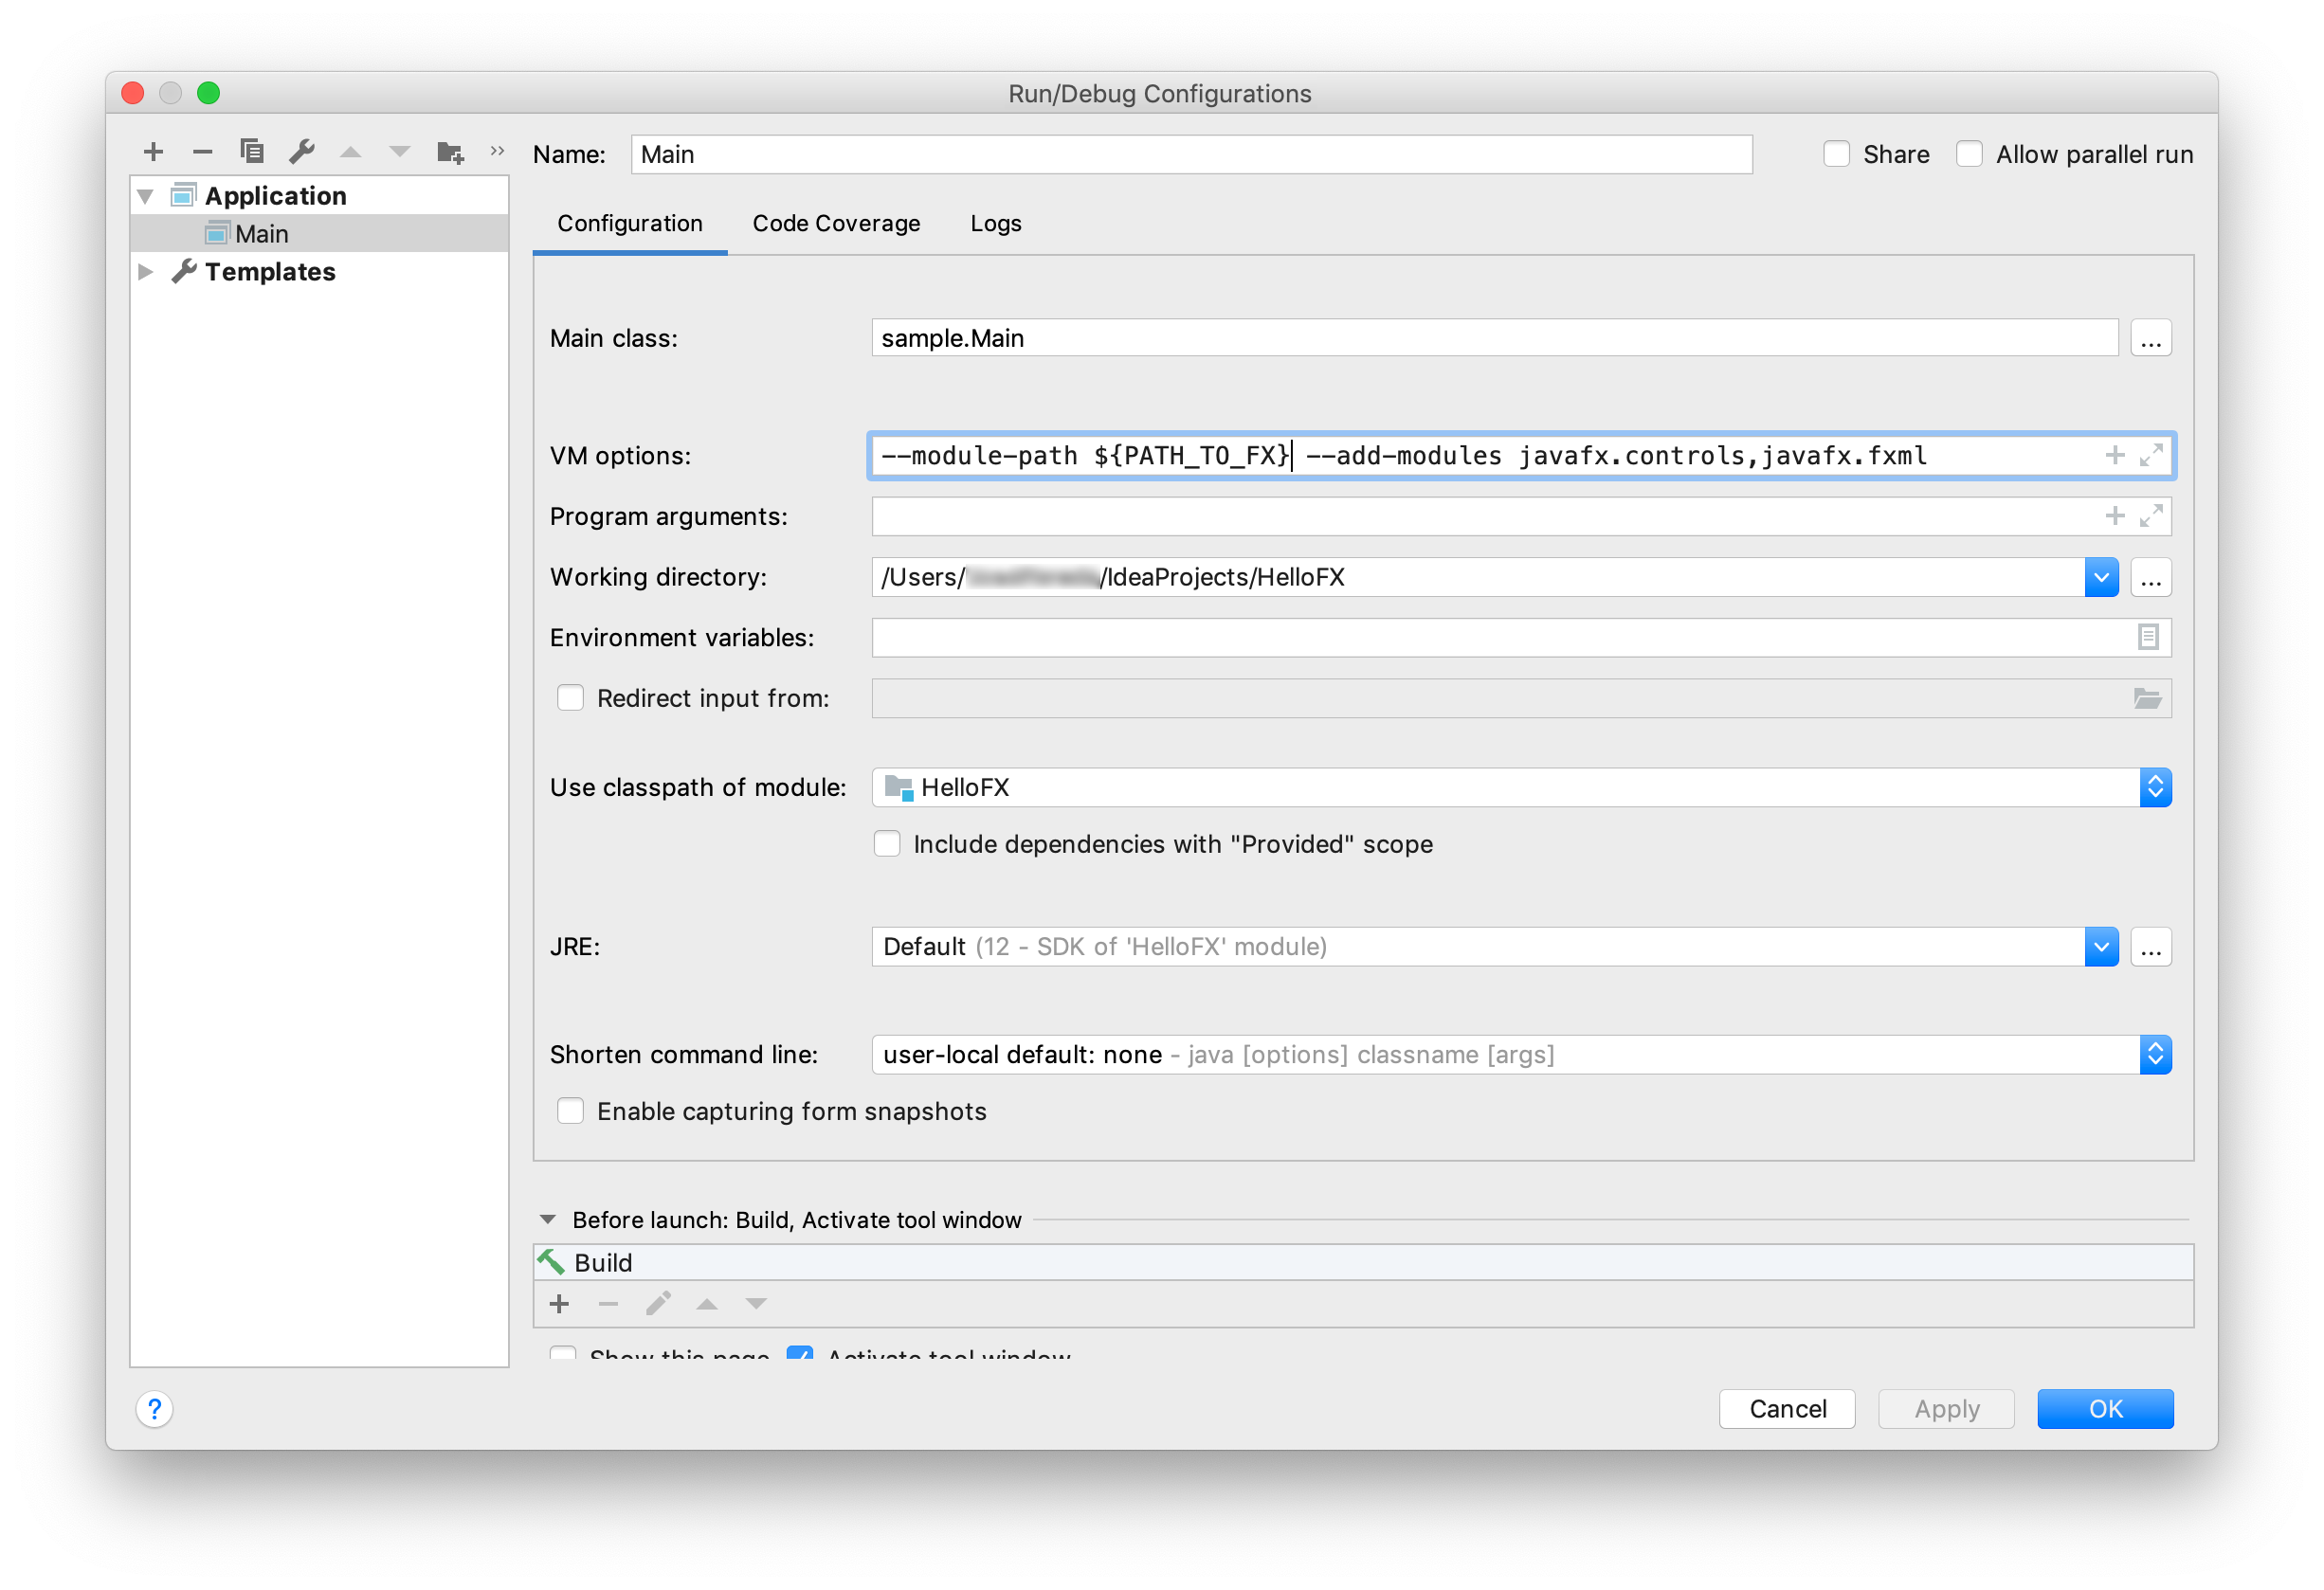 Run/Debug Configurations
Name: Main
Share
Allow parallel run
Application
Main
Templates
Configuration
Code Coverage
Logs
Main class: sample.Main ...
VM options: --module-path ${PATH_TO_FX} --add-modules javafx.controls,javafx.fxml
Program arguments:
Working directory: /Users/ /IdeaProjects/HelloFX ...
Environment variables:
Redirect input from:
Use classpath of module: HelloFX
Include dependencies with "Provided" scope
JRE: Default (12 - SDK of 'HelloFX' module) ...
Shorten command line: user-local default: none - java [options] classname [args]
Enable capturing form snapshots
Before launch: Build, Activate tool window
Build
Show this page Activate tool window
? Cancel Apply OK